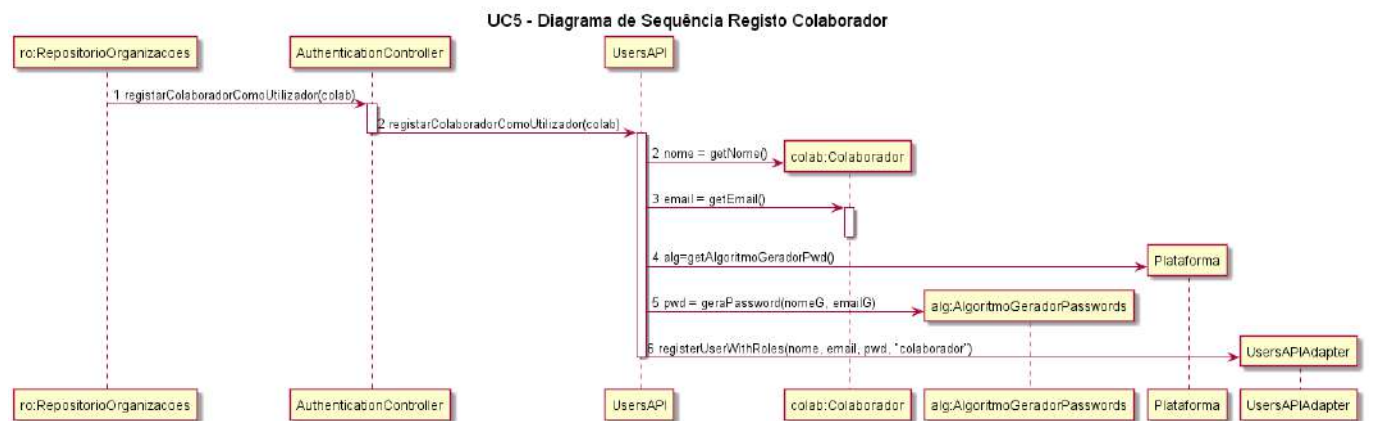 UC5 - Diagrama de Sequência Registo Colaborador
ro:RepositorioOrganizacoes
AuthenticationController
UsersAPI
1 registarColaboradorComoUtilizador(colab)
2 registarColaboradorComoUtilizador(colab)
2 nome = getNome()
colab:Colaborador
3 email = getEmail()
4 alg=getAlgoritmoGeradorPwd()
Plataforma
5 pwd = geraPassword(nomeG, emailG)
alg:AlgoritmoGeradorPasswords
6 registerUserWithRoles(nome, email, pwd, "colaborador")
UsersAPIAdapter
ro:RepositorioOrganizacoes
AuthenticationController
UsersAPI
colab:Colaborador
alg:AlgoritmoGeradorPasswords
Plataforma
UsersAPIAdapter